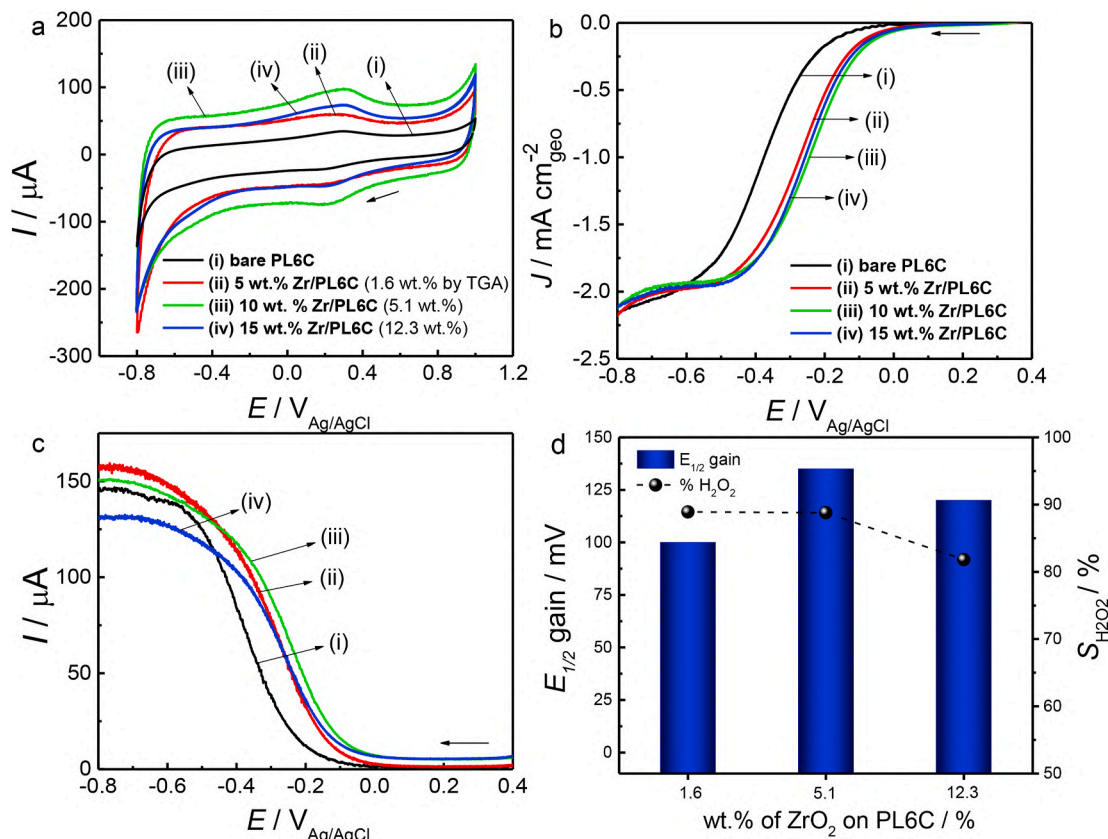 a
I / µA
200
100
0
-100
-200
-300
-0.8
-0.4
0.0
0.4
0.8
1.2
E / V Ag/AgCl
(iii)
(iv)
(ii)
(i)
(i) bare PL6C
(ii) 5 wt.% Zr/PL6C (1.6 wt.% by TGA)
(iii) 10 wt. % Zr/PL6C (5.1 wt.%)
(iv) 15 wt.% Zr/PL6C (12.3 wt.%)
b
J / mA cm-2 geo
0.0
-0.5
-1.0
-1.5
-2.0
-2.5
-0.8
-0.6
-0.4
-0.2
0.0
0.2
0.4
E / V Ag/AgCl
(i)
(ii)
(iii)
(iv)
(i) bare PL6C
(ii) 5 wt.% Zr/PL6C
(iii) 10 wt.% Zr/PL6C
(iv) 15 wt.% Zr/PL6C
c
I / µA
150
100
50
0
-0.8
-0.6
-0.4
-0.2
0.0
0.2
0.4
E / V Ag/AgCl
(iv)
(iii)
(ii)
(i)
d
E1/2 gain / mV
150
125
100
75
50
25
0
E1/2 gain
% H2O2
100
90
80
70
60
50
S H2O2 / %
1.6
5.1
12.3
wt.% of ZrO2 on PL6C / %